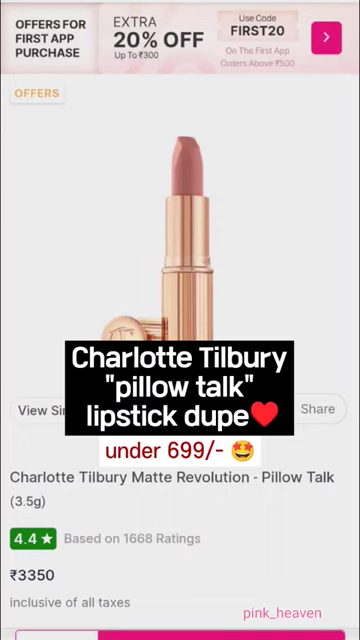 OFFERS FOR
FIRST APP
PURCHASE
EXTRA
20% OFF
Up To ₹300
Use Code
FIRST20
On The First App
Orders Above ₹500
OFFERS
Charlotte Tilbury
"pillow talk"
lipstick dupe♥️
View Sim
Share
under 699/- 🤩
Charlotte Tilbury Matte Revolution - Pillow Talk
(3.5g)
4.4 ★ Based on 1668 Ratings
₹3350
inclusive of all taxes
pink_heaven